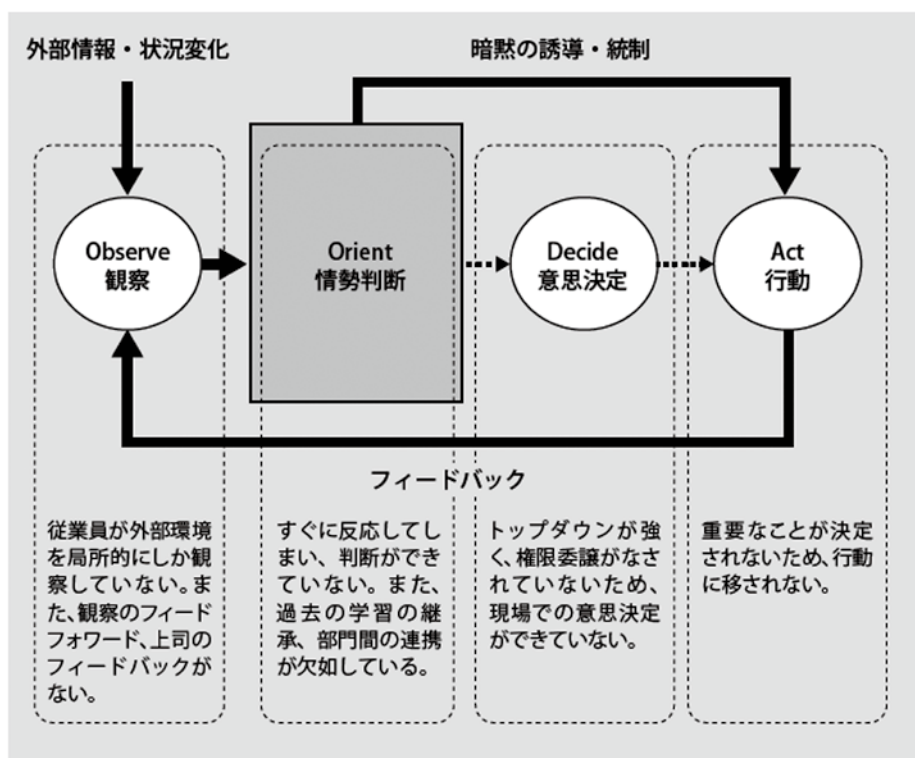 外部情報・状況変化
暗黙の誘導・統制
Observe
観察
Orient
情勢判断
Decide
意思決定
Act
行動
フィードバック
従業員が外部環境
を局所的にしか観
察していない。ま
た、観察のフィード
フォワード、上司の
フィードバックが
ない。
すぐに反応してし
まい、判断ができ
ていない。また、
過去の学習の継
承、部門間の連携
が欠如している。
トップダウンが強
く、権限委譲がなさ
れていないため、
現場での意思決定
ができていない。
重要なことが決定
されないため、行動
に移されない。